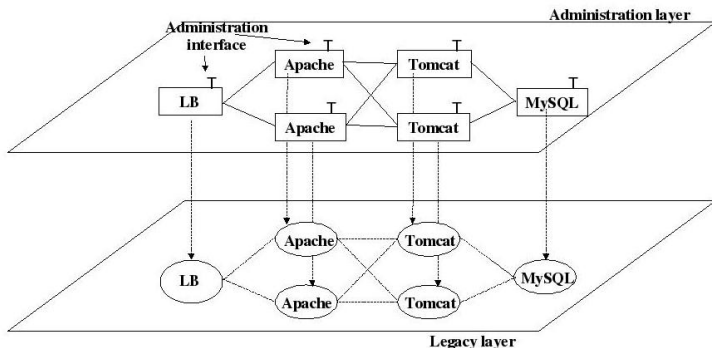 Administration layer
Administration
interface
Apache
Tomcat
LB
MySQL
Apache
Tomcat
Apache
Tomcat
LB
MySQL
Apache
Tomcat
Legacy layer